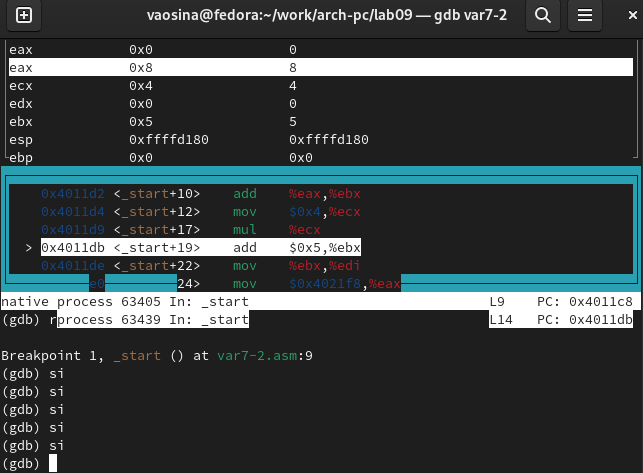 vaosina@fedora:~/work/arch-pc/lab09 — gdb var7-2
eax 0x0 0
eax 0x8 8
ecx 0x4 4
edx 0x0 0
ebx 0x5 5
esp 0xffffd180 0xffffd180
ebp 0x0 0x0
0x4011d2 <_start+10> add %eax,%ebx
0x4011d4 <_start+12> mov $0x4,%ecx
0x4011d9 <_start+17> mul %ecx
> 0x4011db <_start+19> add $0x5,%ebx
0x4011de <_start+22> mov %ebx,%edi
e0 24> mov $0x4021f8,%eax
native process 63405 In: _start L9 PC: 0x4011c8
(gdb) rprocess 63439 In: _start L14 PC: 0x4011db
Breakpoint 1, _start () at var7-2.asm:9
(gdb) si
(gdb) si
(gdb) si
(gdb) si
(gdb) si
(gdb)